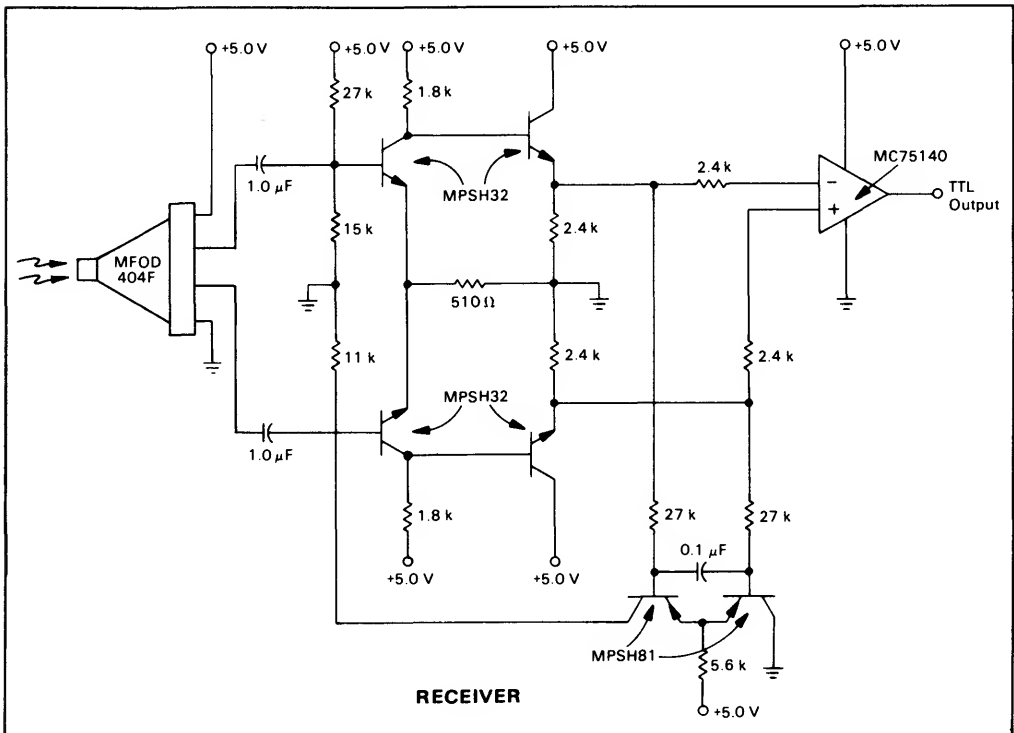 +5.0 V
+5.0 V +5.0 V
+5.0 V
+5.0 V
27 k
1.8 k
MC75140
1.0 µF
MPSH32
2.4 k
−
+
TTL
Output
MFOD
404F
15 k
2.4 k
510 Ω
11 k
2.4 k
2.4 k
MPSH32
1.0 µF
1.8 k
27 k
27 k
0.1 µF
+5.0 V
+5.0 V
MPSH81
5.6 k
RECEIVER
+5.0 V